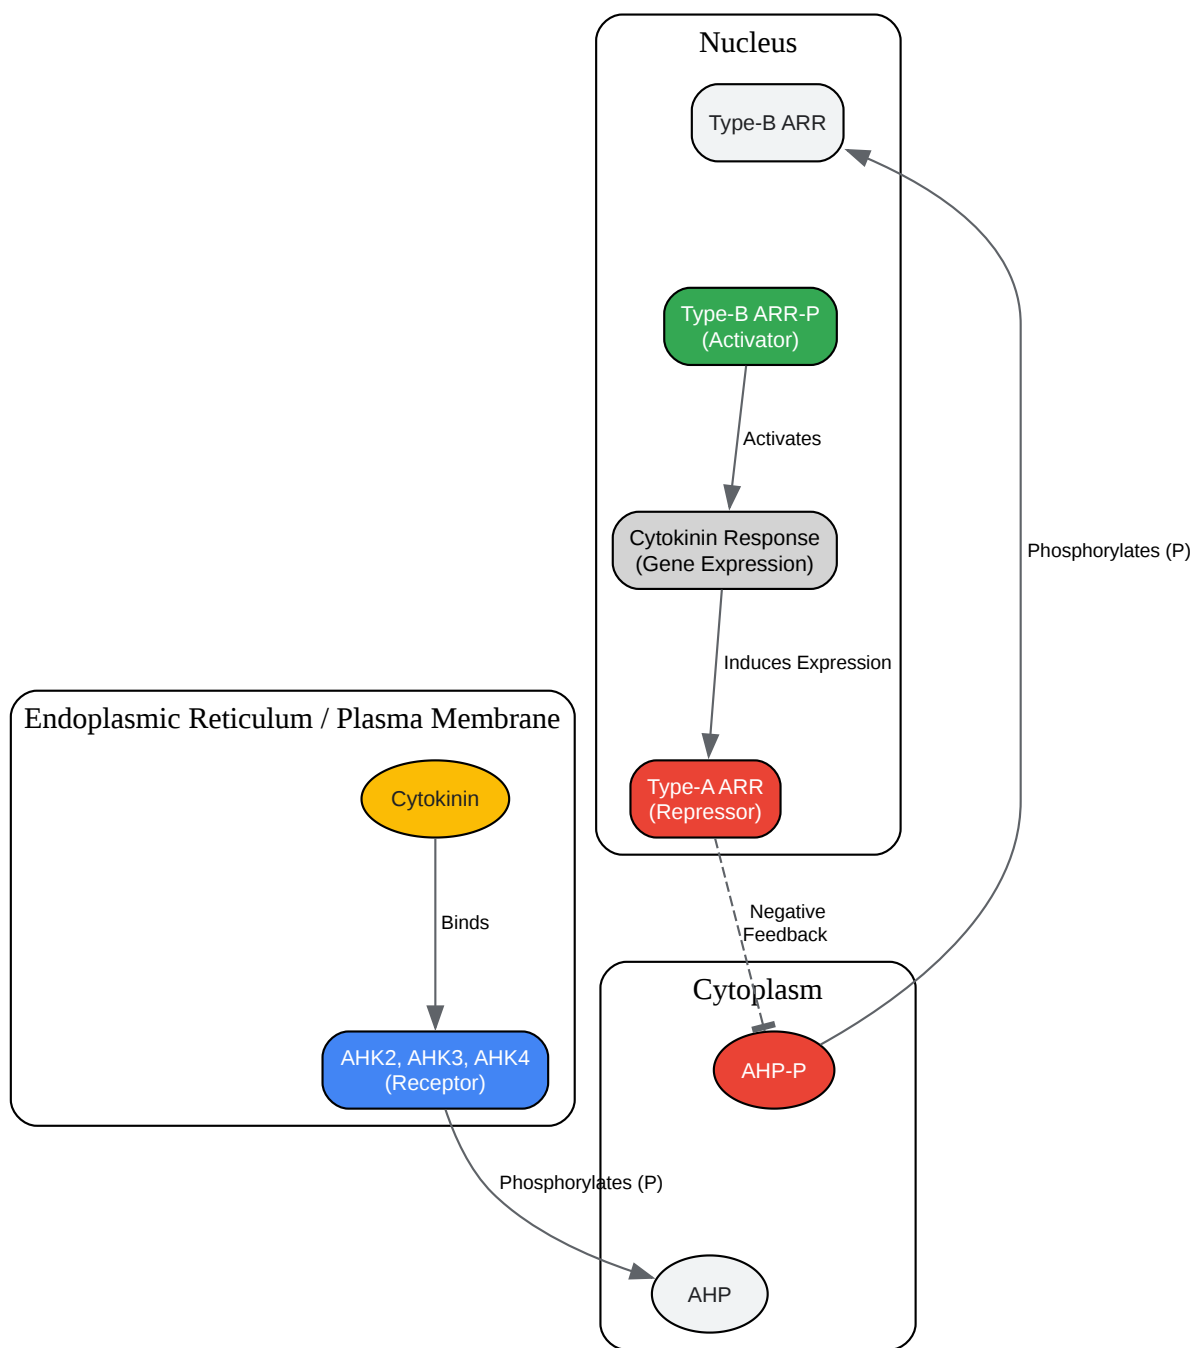 Nucleus
Type-B ARR
Type-B ARR-P
(Activator)
Activates
Cytokinin Response
(Gene Expression)
Phosphorylates (P)
Induces Expression
Endoplasmic Reticulum / Plasma Membrane
Type-A ARR
(Repressor)
Cytokinin
Negative
Feedback
Binds
Cytoplasm
AHK2, AHK3, AHK4
(Receptor)
AHP-P
Phosphorylates (P)
AHP